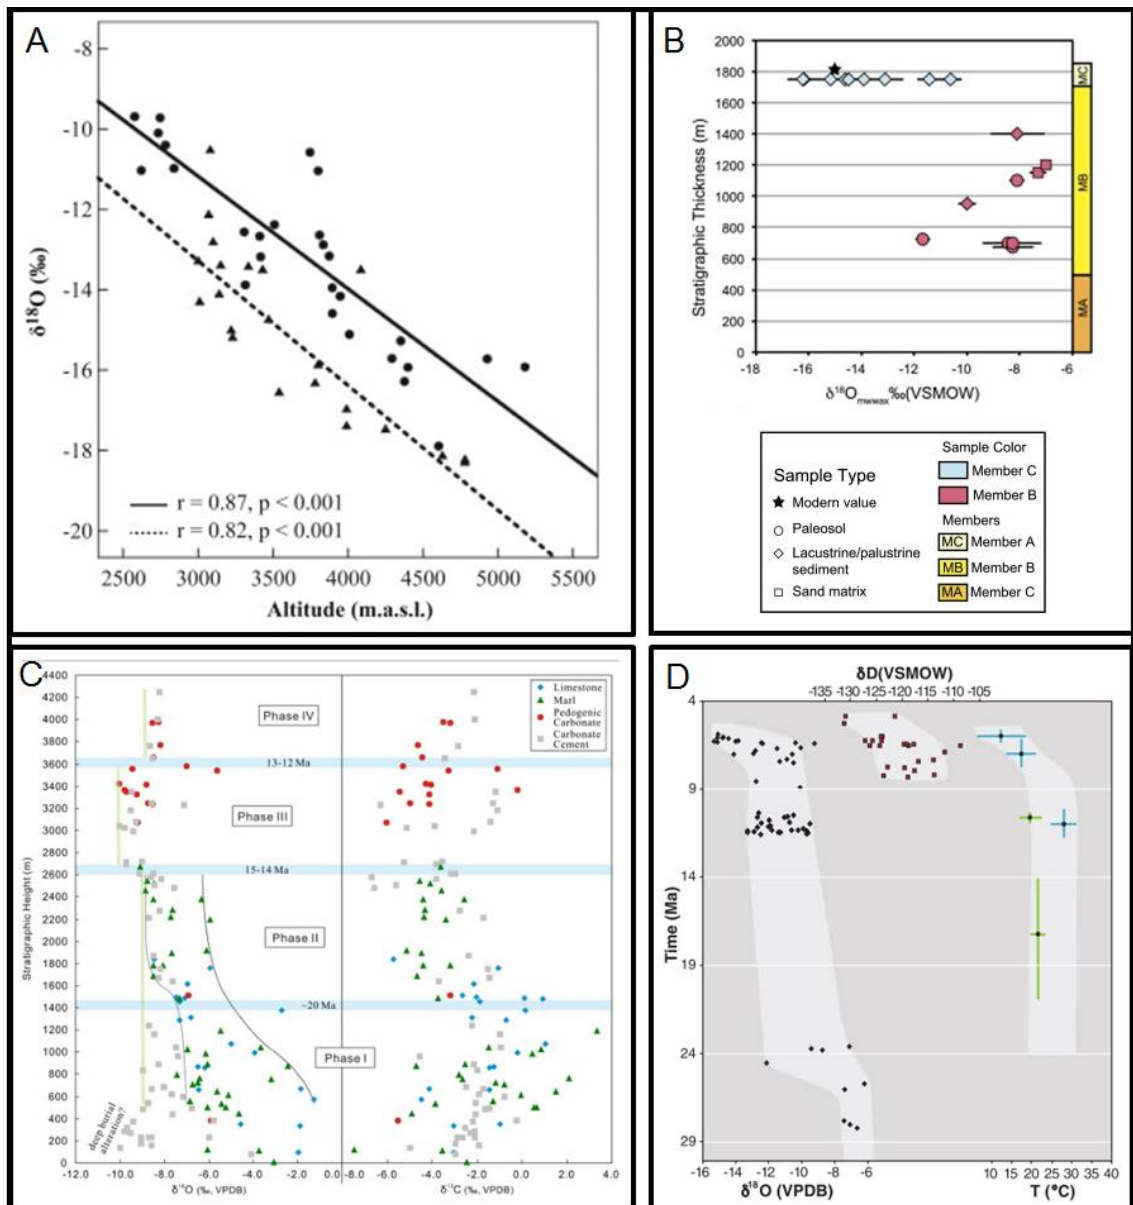 A
-8
-10
-12
-14
-16
-18
-20
δ18O (‰)
r = 0.87, p < 0.001
r = 0.82, p < 0.001
2500 3000 3500 4000 4500 5000 5500
Altitude (m.a.s.l.)
B
2000
1800
1600
1400
1200
1000
800
600
400
200
0
Stratigraphic Thickness (m)
MC
MB
MA
-18 -16 -14 -12 -10 -8 -6
δ18Omwwax‰(VSMOW)
Sample Type
Modern value
Paleosol
Lacustrine/palustrine
sediment
Sand matrix
Sample Color
Member C
Member B
Members
MC Member A
MB Member B
MA Member C
C
4400
4200
4000
3800
3600
3400
3200
3000
2800
2600
2400
2200
2000
1800
1600
1400
1200
1000
800
600
400
200
0
Stratigraphic Height (m)
Limestone
Marl
Pedogenic
Carbonate
Carbonate
Cement
Phase IV
13-12 Ma
Phase III
15-14 Ma
Phase II
~20 Ma
Phase I
deep burial
alteration?
-12.0 -10.0 -8.0 -6.0 -4.0 -2.0 0.0 -6.0 -4.0 -2.0 0.0 2.0 4.0
δ18O (‰, VPDB)
δ13C (‰, VPDB)
D
δD(VSMOW)
-135 -130 -125 -120 -115 -110 -105
4
9
14
19
24
29
Time (Ma)
-16 -14 -12 -10 -8 -6 10 15 20 25 30 35 40
δ18O (VPDB)
T (°C)